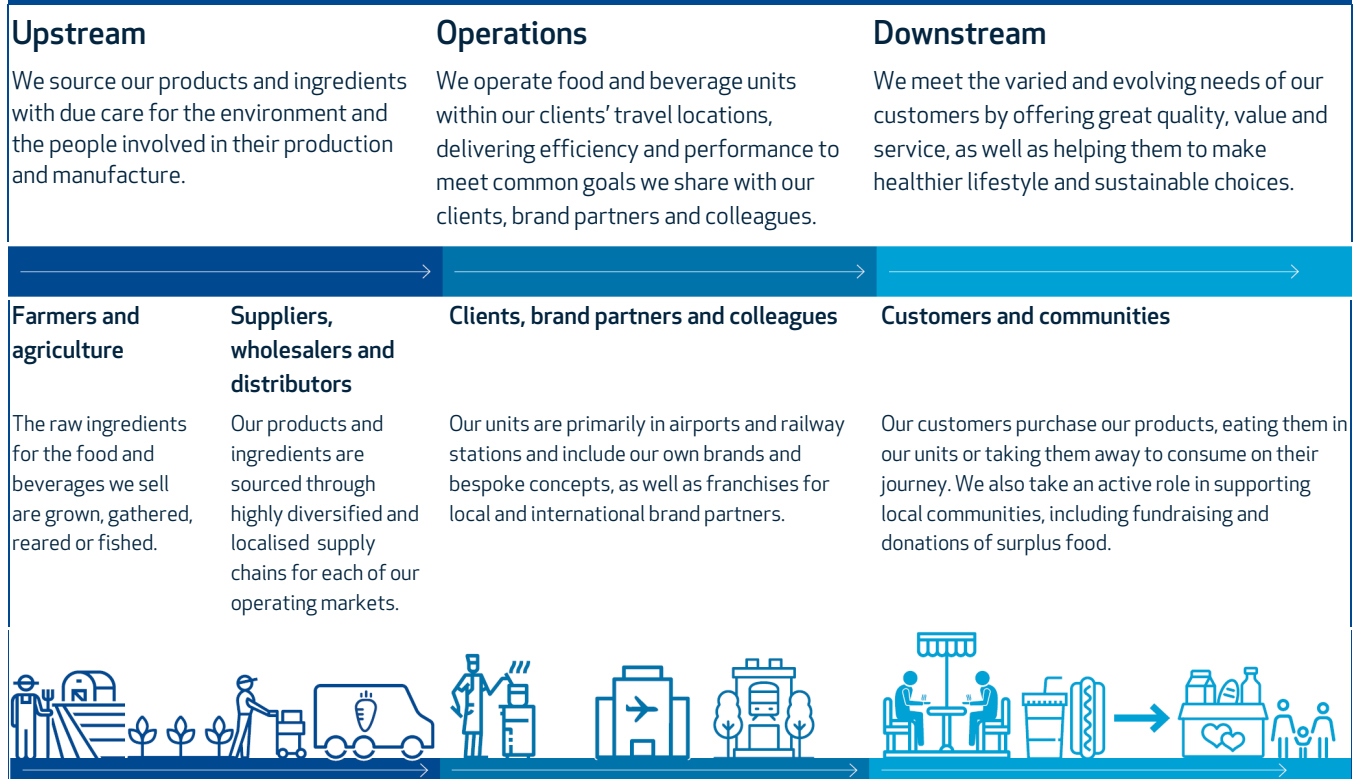 Upstream
We source our products and ingredients
with due care for the environment and
the people involved in their production
and manufacture.
Operations
We operate food and beverage units
within our clients’ travel locations,
delivering efficiency and performance to
meet common goals we share with our
clients, brand partners and colleagues.
Downstream
We meet the varied and evolving needs of our
customers by offering great quality, value and
service, as well as helping them to make
healthier lifestyle and sustainable choices.
Farmers and
agriculture
The raw ingredients
for the food and
beverages we sell
are grown, gathered,
reared or fished.
Suppliers,
wholesalers and
distributors
Our products and
ingredients are
sourced through
highly diversified and
localised supply
chains for each of our
operating markets.
Clients, brand partners and colleagues
Our units are primarily in airports and railway
stations and include our own brands and
bespoke concepts, as well as franchises for
local and international brand partners.
Customers and communities
Our customers purchase our products, eating them in
our units or taking them away to consume on their
journey. We also take an active role in supporting
local communities, including fundraising and
donations of surplus food.